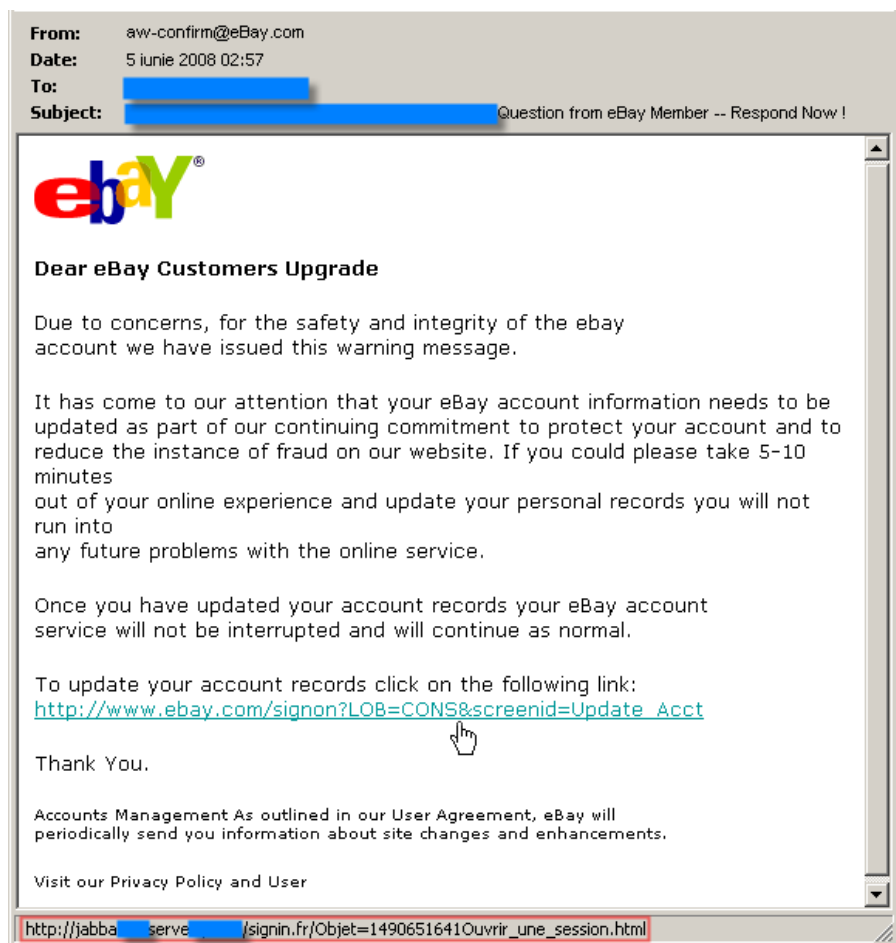 From: aw-confirm@eBay.com
Date: 5 iunie 2008 02:57
To:
Subject: Question from eBay Member -- Respond Now !
ebaY®
Dear eBay Customers Upgrade
Due to concerns, for the safety and integrity of the ebay
account we have issued this warning message.
It has come to our attention that your eBay account information needs to be
updated as part of our continuing commitment to protect your account and to
reduce the instance of fraud on our website. If you could please take 5-10
minutes
out of your online experience and update your personal records you will not
run into
any future problems with the online service.
Once you have updated your account records your eBay account
service will not be interrupted and will continue as normal.
To update your account records click on the following link:
http://www.ebay.com/signon?LOB=CONS&screenid=Update_Acct
Thank You.
Accounts Management As outlined in our User Agreement, eBay will
periodically send you information about site changes and enhancements.
Visit our Privacy Policy and User
http://jabba serve /signin.fr/Objet=1490651641Ouvrir_une_session.html